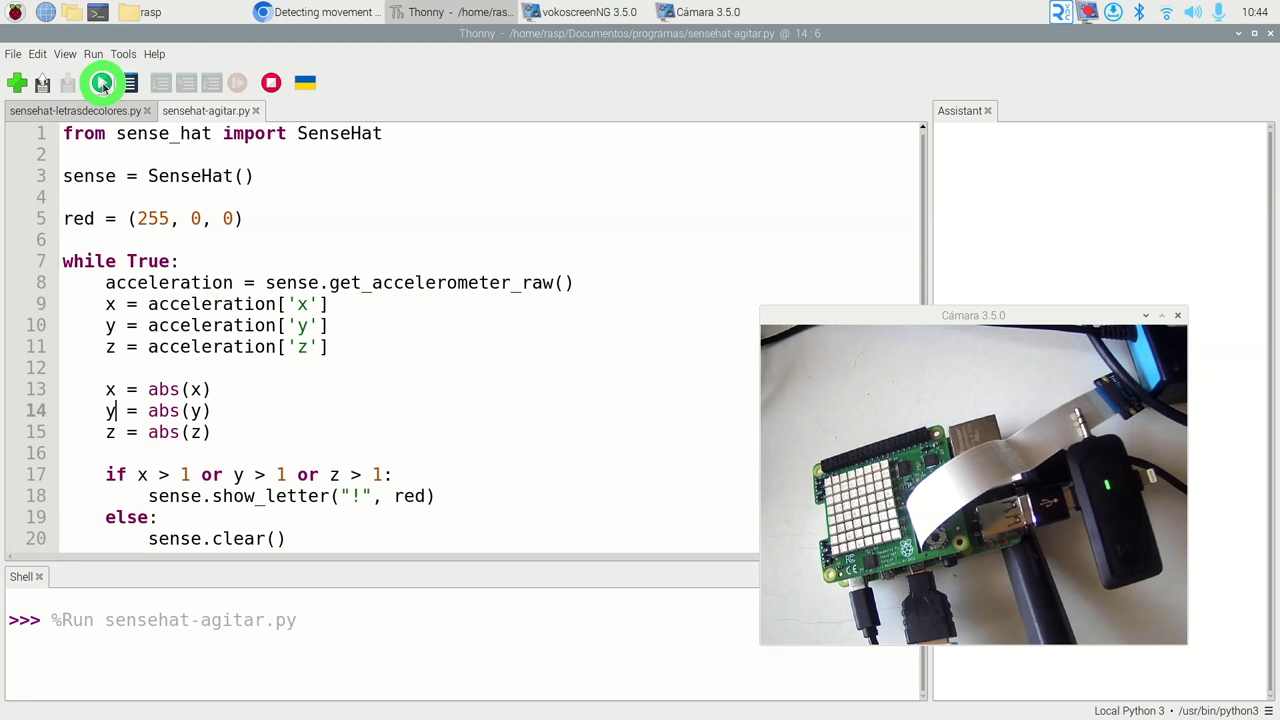 rasp
Detecting movement ...
Thonny - /home/ras...
vokoscreenNG 3.5.0
Cámara 3.5.0
10:44
Thonny - /home/rasp/Documentos/programas/sensehat-agitar.py @ 14 : 6
File Edit View Run Tools Help
sensehat-letrasdecolores.py
sensehat-agitar.py
Assistant
1 from sense_hat import SenseHat
2
3 sense = SenseHat()
4
5 red = (255, 0, 0)
6
7 while True:
8 acceleration = sense.get_accelerometer_raw()
9 x = acceleration['x']
10 y = acceleration['y']
11 z = acceleration['z']
12
13 x = abs(x)
14 y = abs(y)
15 z = abs(z)
16
17 if x > 1 or y > 1 or z > 1:
18 sense.show_letter("!", red)
19 else:
20 sense.clear()
Cámara 3.5.0
Shell
>>> %Run sensehat-agitar.py
Local Python 3 • /usr/bin/python3